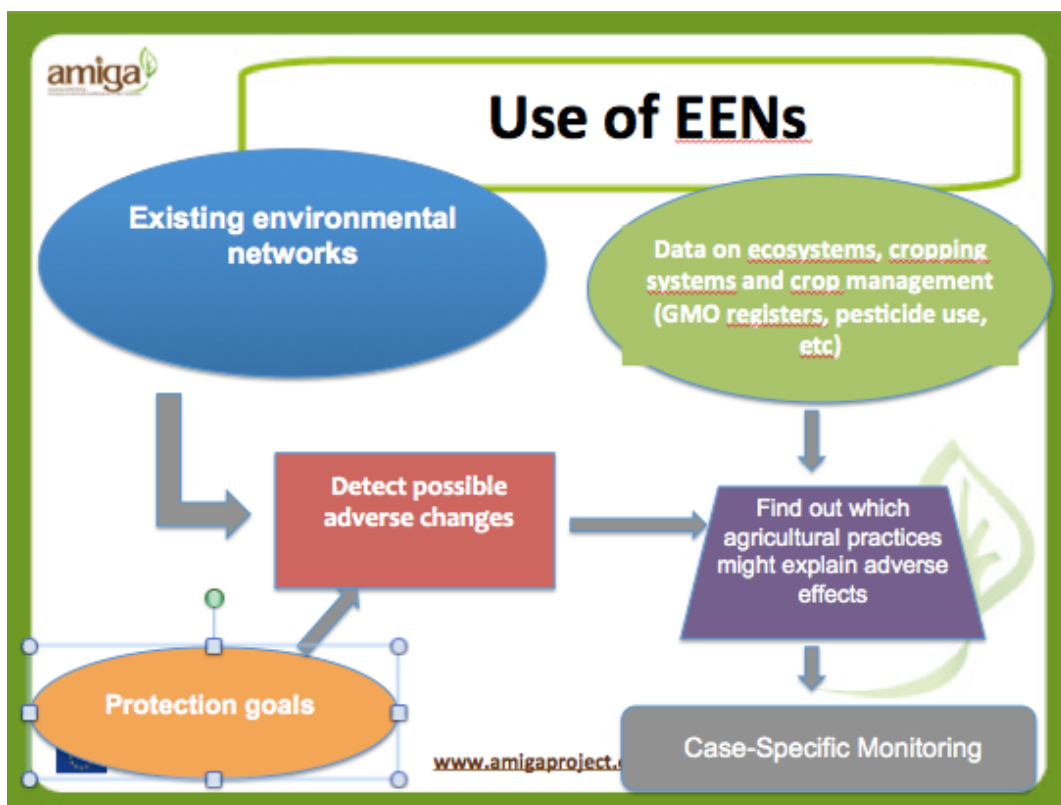 amiga
Use of EENs
Existing environmental
networks
Data on ecosystems, cropping
systems and crop management
(GMO registers, pesticide use,
etc)
Detect possible
adverse changes
Find out which
agricultural practices
might explain adverse
effects
Protection goals
www.amigaproject.
Case-Specific Monitoring